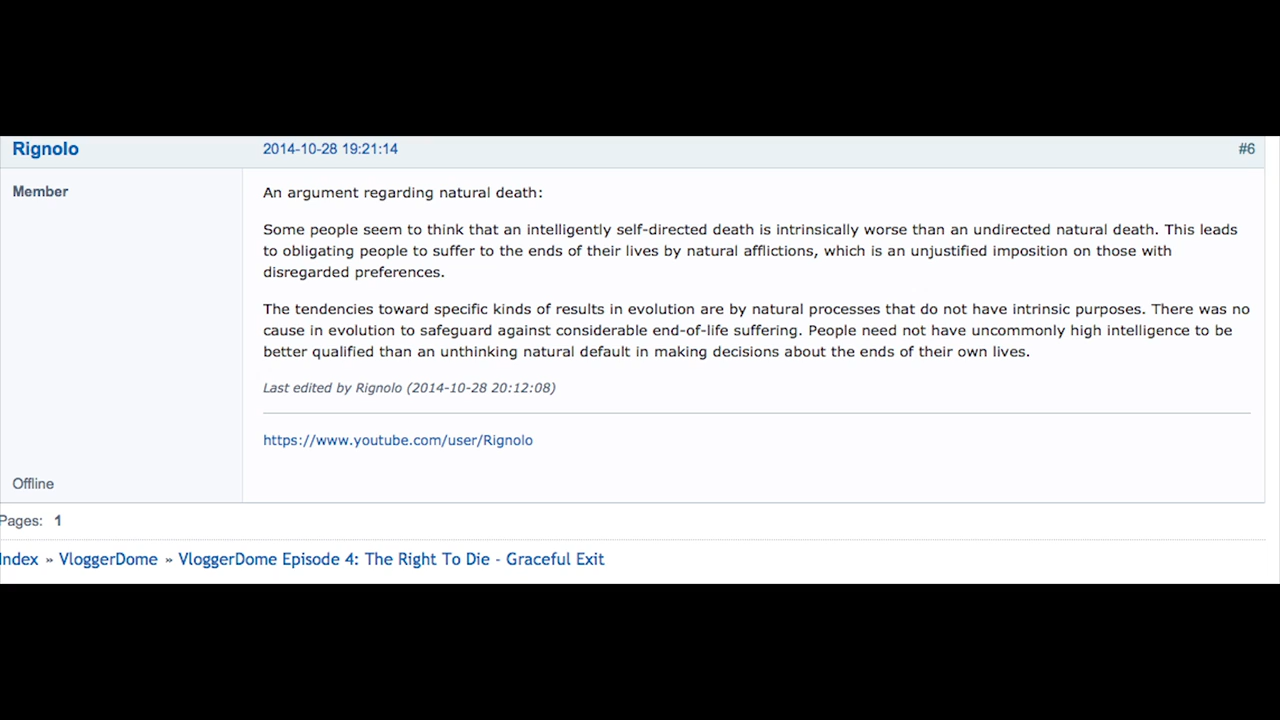 Rignolo 2014-10-28 19:21:14 #6
Member
An argument regarding natural death:
Some people seem to think that an intelligently self-directed death is intrinsically worse than an undirected natural death. This leads
to obligating people to suffer to the ends of their lives by natural afflictions, which is an unjustified imposition on those with
disregarded preferences.
The tendencies toward specific kinds of results in evolution are by natural processes that do not have intrinsic purposes. There was no
cause in evolution to safeguard against considerable end-of-life suffering. People need not have uncommonly high intelligence to be
better qualified than an unthinking natural default in making decisions about the ends of their own lives.
Last edited by Rignolo (2014-10-28 20:12:08)
https://www.youtube.com/user/Rignolo
Offline
Pages: 1
Index » VloggerDome » VloggerDome Episode 4: The Right To Die - Graceful Exit